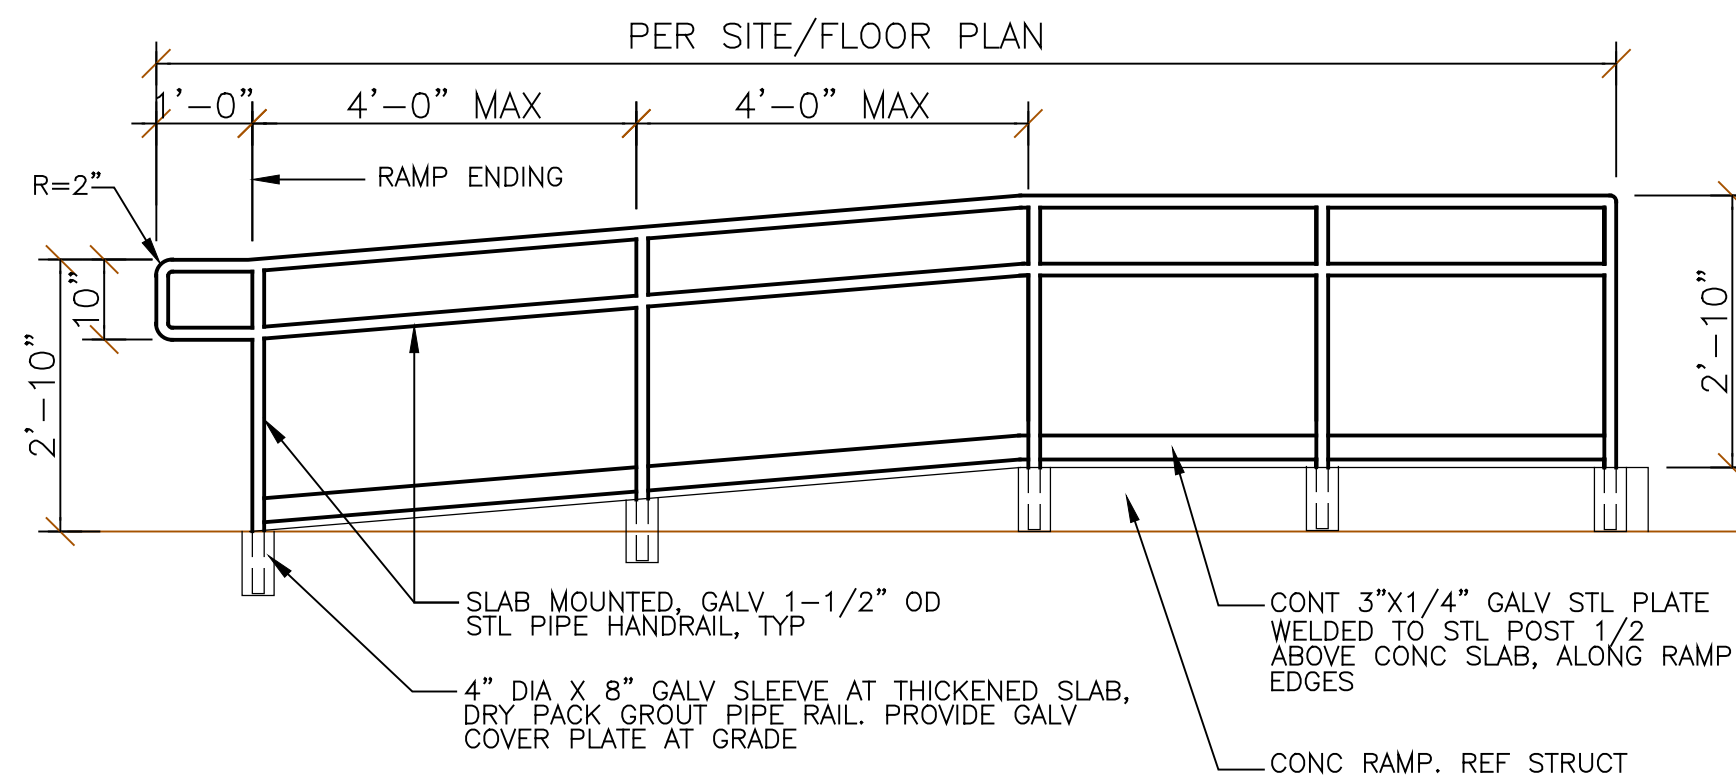 PER SITE/FLOOR PLAN
1'-0"
4'-0" MAX
4'-0" MAX
RAMP ENDING
R=2"
10"
2'-10"
2'-10"
SLAB MOUNTED, GALV 1-1/2" OD
STL PIPE HANDRAIL, TYP
4" DIA X 8" GALV SLEEVE AT THICKENED SLAB,
DRY PACK GROUT PIPE RAIL. PROVIDE GALV
COVER PLATE AT GRADE
CONT 3"X1/4" GALV STL PLATE
WELDED TO STL POST 1/2
ABOVE CONC SLAB, ALONG RAMP
EDGES
CONC RAMP. REF STRUCT